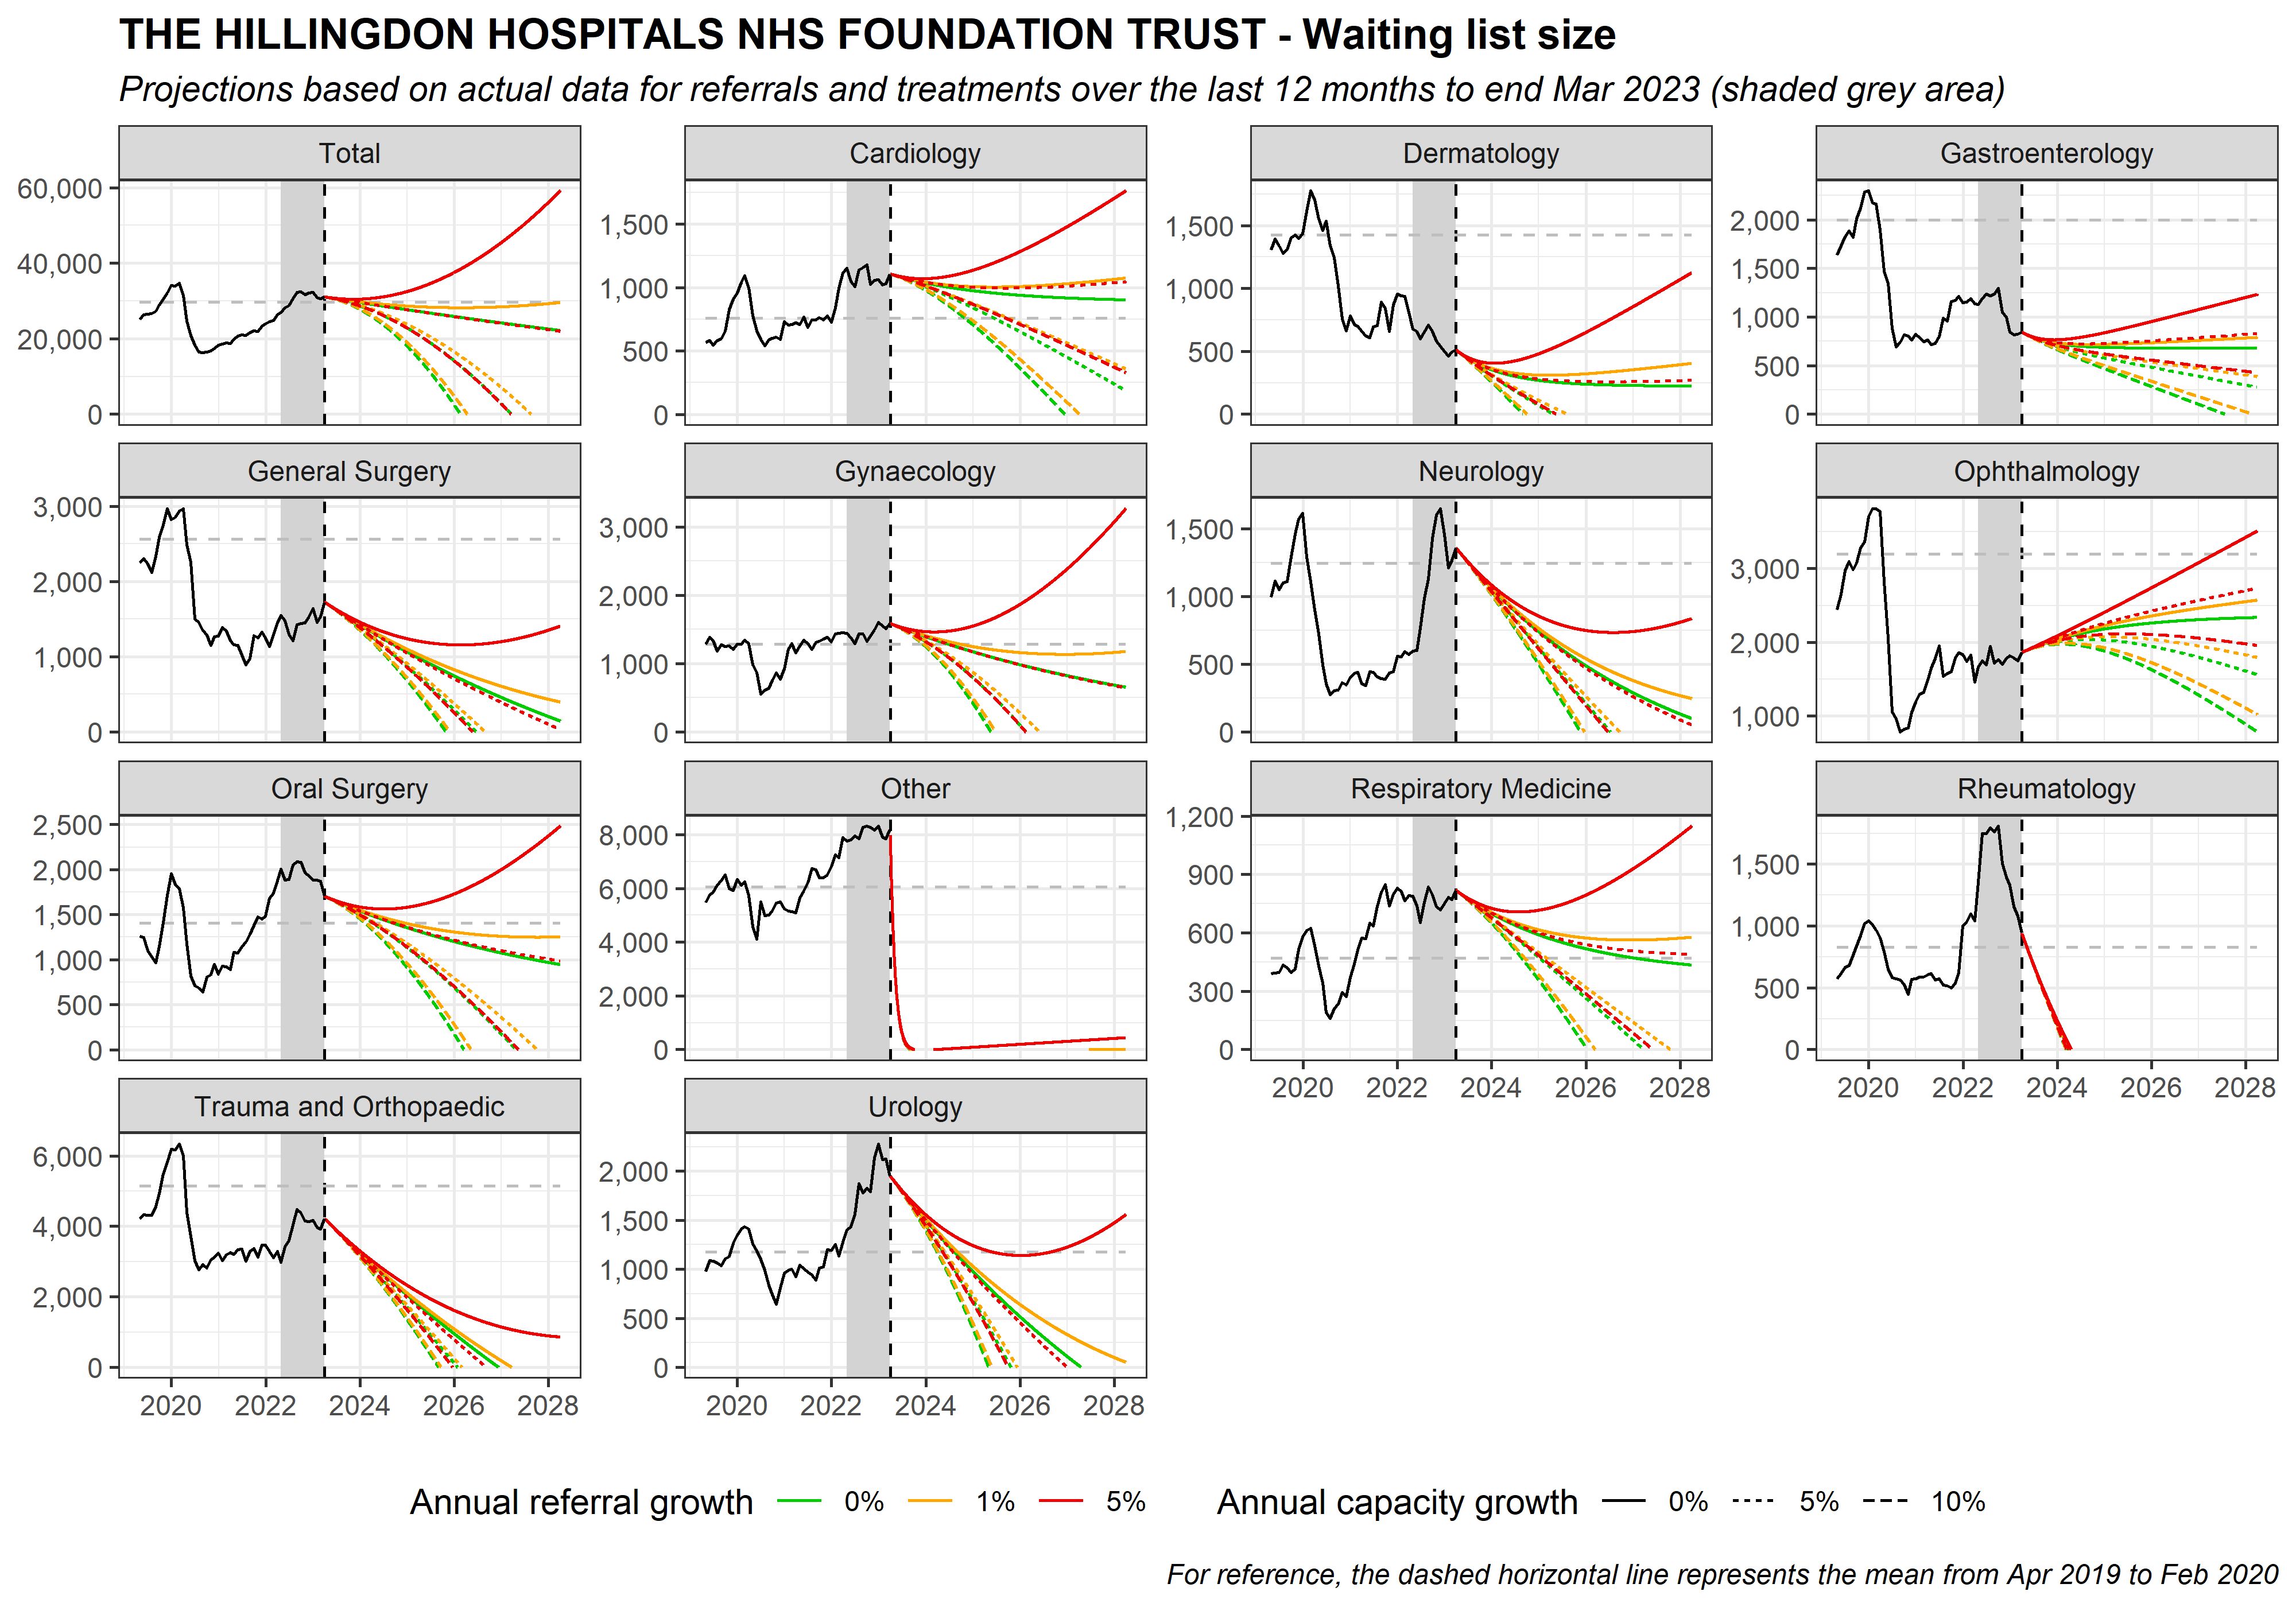 THE HILLINGDON HOSPITALS NHS FOUNDATION TRUST - Waiting list size
Projections based on actual data for referrals and treatments over the last 12 months to end Mar 2023 (shaded grey area)
Total
Cardiology
Dermatology
Gastroenterology
60,000
40,000
20,000
0
1,500
1,000
500
0
1,500
1,000
500
0
2,000
1,500
1,000
500
0
General Surgery
Gynaecology
Neurology
Ophthalmology
3,000
2,000
1,000
0
3,000
2,000
1,000
0
1,500
1,000
500
0
3,000
2,000
1,000
Oral Surgery
Other
Respiratory Medicine
Rheumatology
2,500
2,000
1,500
1,000
500
0
8,000
6,000
4,000
2,000
0
1,200
900
600
300
0
1,500
1,000
500
0
2020 2022 2024 2026 2028
2020 2022 2024 2026 2028
Trauma and Orthopaedic
Urology
6,000
4,000
2,000
0
2,000
1,500
1,000
500
0
2020 2022 2024 2026 2028
2020 2022 2024 2026 2028
Annual referral growth 0% 1% 5%
Annual capacity growth 0% 5% 10%
For reference, the dashed horizontal line represents the mean from Apr 2019 to Feb 2020